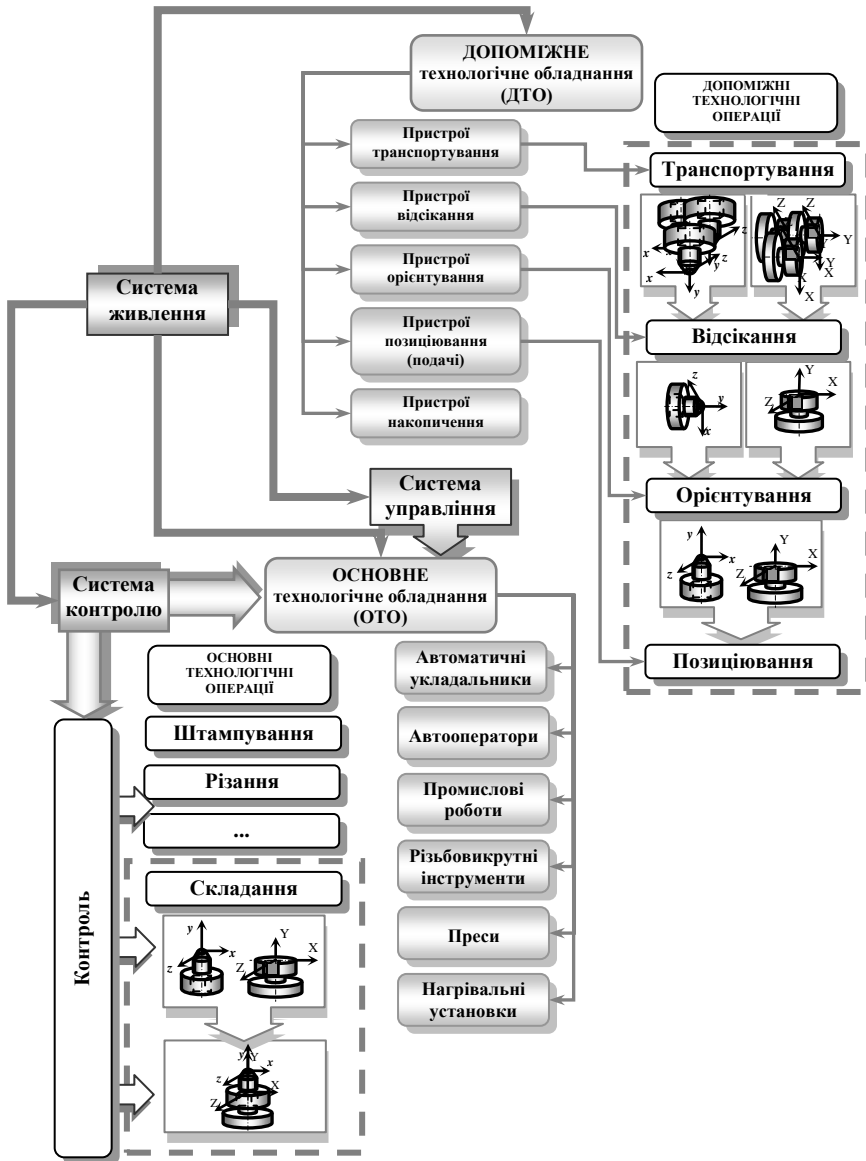 ДОПОМІЖНЕ
технологічне обладнання
(ДТО)
ДОПОМІЖНІ
ТЕХНОЛОГІЧНІ
ОПЕРАЦІЇ
Пристрої
транспортування
Транспортування
Пристрої
відсікання
Z
Z
Y
z
x
y
z
Y
x
y
X
X
X
Пристрої
орієнтування
Система
живлення
Пристрої
позиціювання
(подачі)
Відсікання
z
y
x
Y
X
Z
Пристрої
накопичення
Система
управління
Орієнтування
y
x
z
Y
X
Z
ОСНОВНЕ
технологічне обладнання
(ОТО)
Система
контролю
Позиціювання
ОСНОВНІ
ТЕХНОЛОГІЧНІ
ОПЕРАЦІЇ
Автоматичні
укладальники
Штампування
Автооператори
Різання
Промислові
роботи
...
Різьбовикрутні
інструменти
Складання
Контроль
y
x
z
Y
X
Z
Преси
Нагрівальні
установки
y
Y
x
z
X
Z